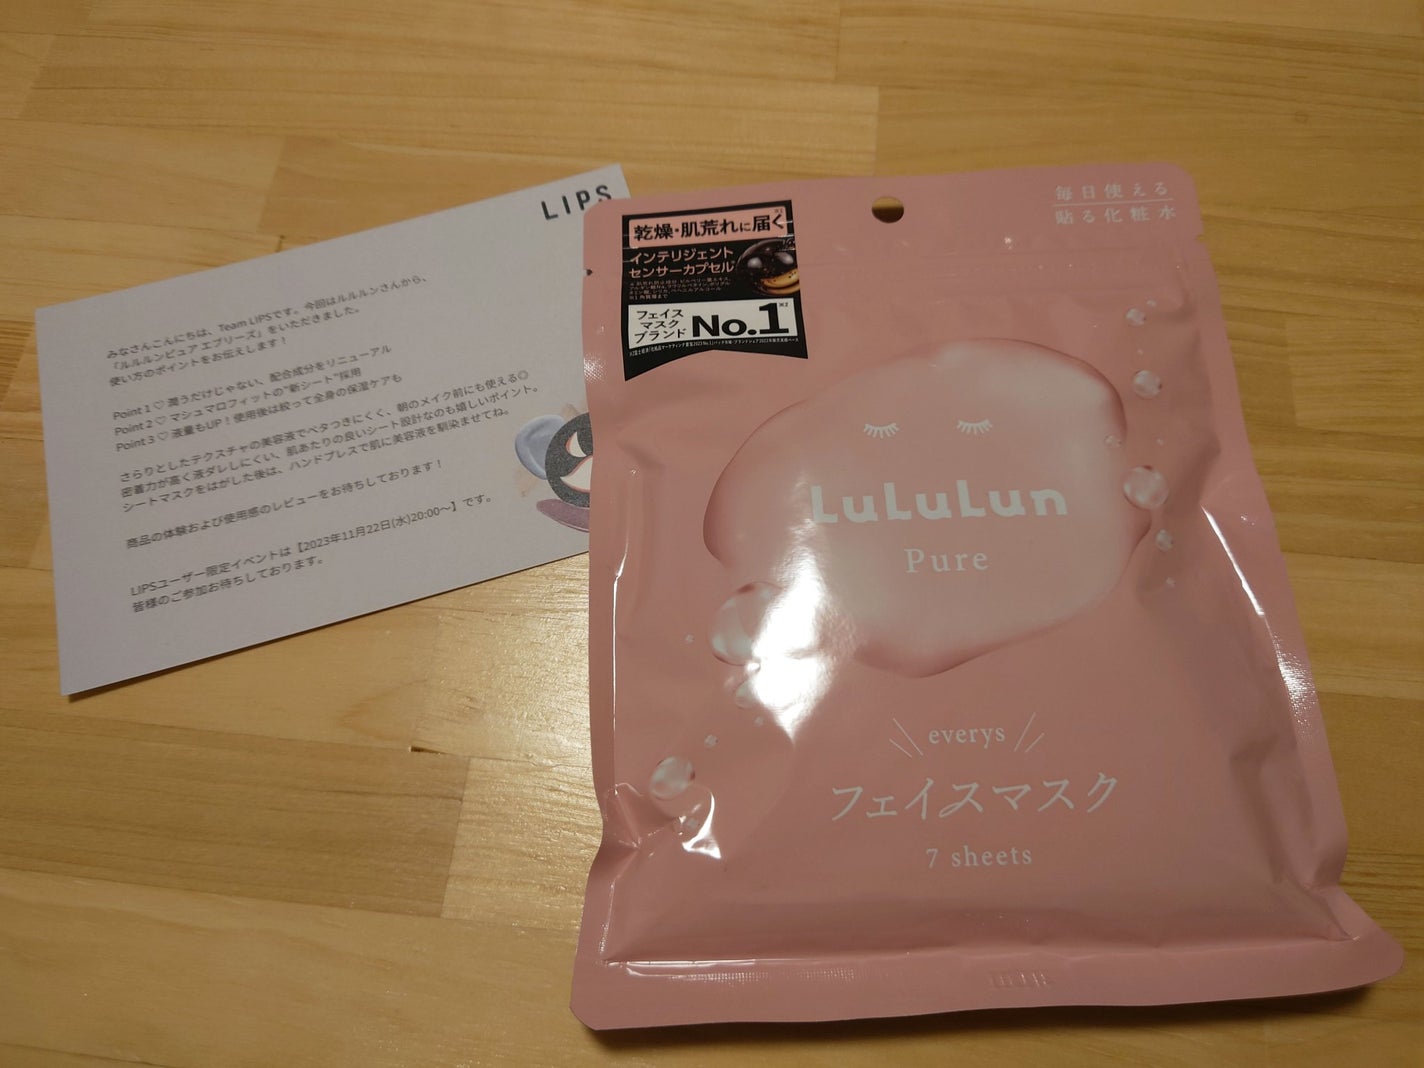 LIPS
みなさんこんにちは、Team LIPSです。今回はルルルンさんから、
「ルルルンピュア エブリーズ」をいただきました。
使い方のポイントをお伝えします！
Point 1 ♡ 潤うだけじゃない、配合成分をリニューアル
Point 2 ♡ マシュマロフィットの"新シート"採用
Point 3 ♡ 液量もUP！使用後は絞って全身の保湿ケアも
さらりとしたテクスチャの美容液でベタつきにくく、朝のメイク前にも使える◎
密着力が高く液ダレしにくい、肌あたりの良いシート設計なのも嬉しいポイント。
シートマスクをはがした後は、ハンドプレスで肌に美容液を馴染ませてね。
商品の体験および使用感のレビューをお待ちしております！
LIPSユーザー限定イベントは【2023年11月22日(水)20:00〜】です。
皆様のご参加お待ちしております。
毎日使える
貼る化粧水
乾燥・肌荒れに届く※1
インテリジェント
センサーカプセル
フェイス
マスク
ブランド
No.1※2
LuLuLun
Pure
everys
フェイスマスク
7 sheets